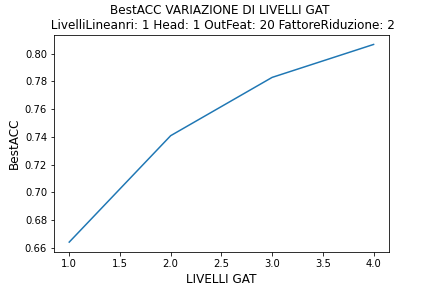 BestACC VARIAZIONE DI LIVELLI GAT
LivelliLineanri: 1 Head: 1 OutFeat: 20 FattoreRiduzione: 2
BestACC
0.80
0.78
0.76
0.74
0.72
0.70
0.68
0.66
1.0 1.5 2.0 2.5 3.0 3.5 4.0
LIVELLI GAT